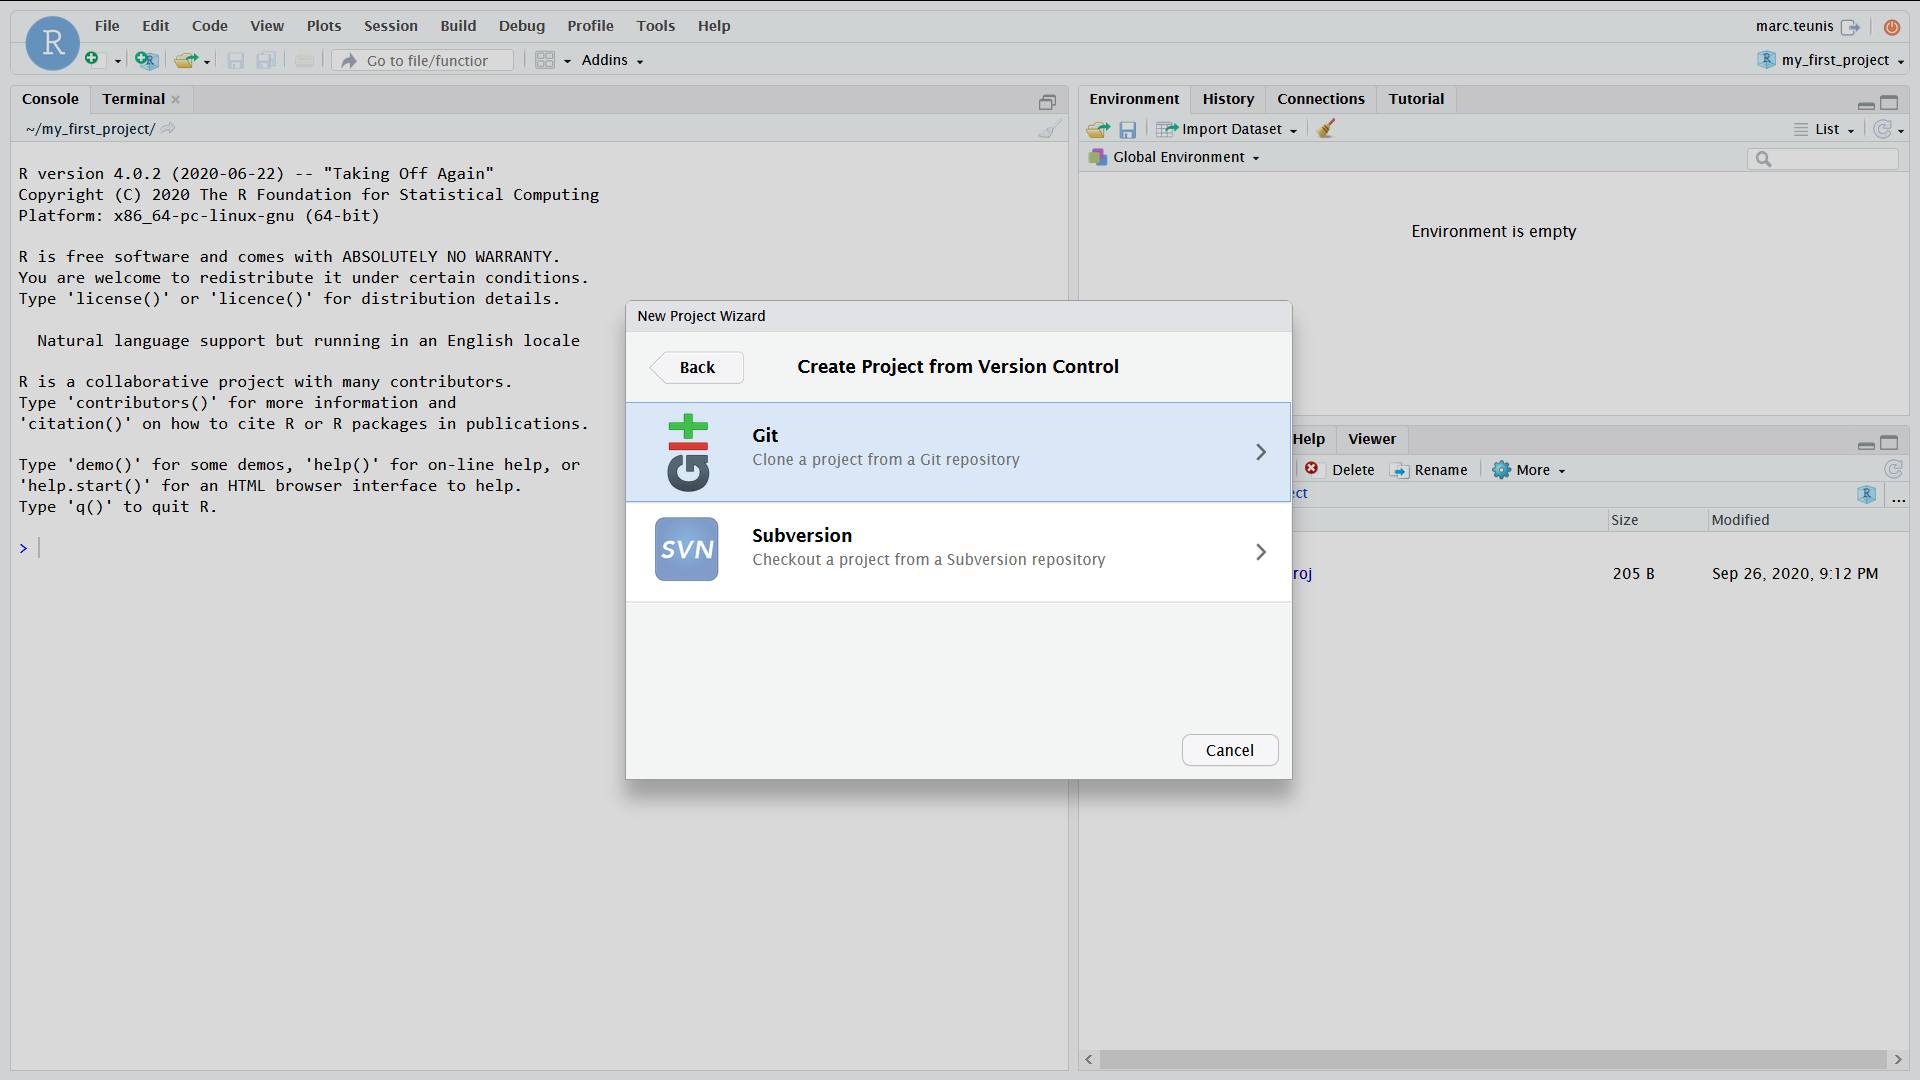 File Edit Code View Plots Session Build Debug Profile Tools Help
marc.teunis
R
Go to file/function
Addins
my_first_project
Console Terminal
~/my_first_project/
R version 4.0.2 (2020-06-22) -- "Taking Off Again"
Copyright (C) 2020 The R Foundation for Statistical Computing
Platform: x86_64-pc-linux-gnu (64-bit)
R is free software and comes with ABSOLUTELY NO WARRANTY.
You are welcome to redistribute it under certain conditions.
Type 'license()' or 'licence()' for distribution details.
Natural language support but running in an English locale
R is a collaborative project with many contributors.
Type 'contributors()' for more information and
'citation()' on how to cite R or R packages in publications.
Type 'demo()' for some demos, 'help()' for on-line help, or
'help.start()' for an HTML browser interface to help.
Type 'q()' to quit R.
>
Environment History Connections Tutorial
Import Dataset
List
Global Environment
Environment is empty
New Project Wizard
Back
Create Project from Version Control
Git
Git
Clone a project from a Git repository
SVN
Subversion
Checkout a project from a Subversion repository
Cancel
Help Viewer
Delete Rename More
ect
...
Size Modified
roj 205 B Sep 26, 2020, 9:12 PM